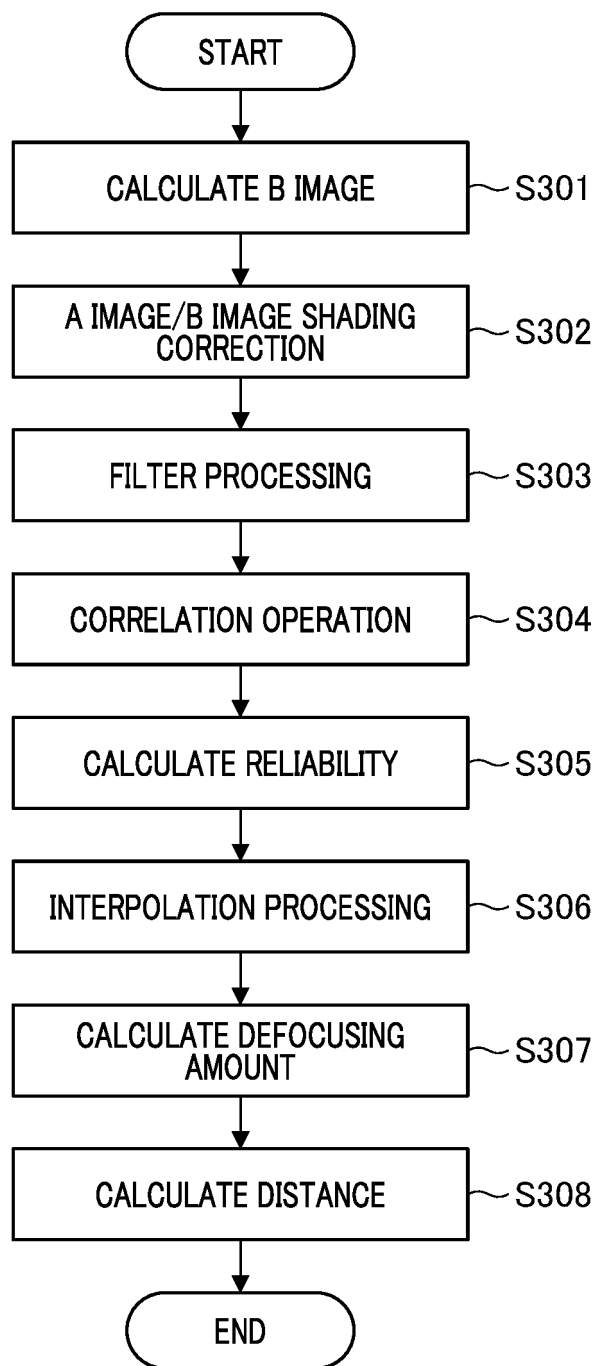 START
CALCULATE B IMAGE
S301
A IMAGE/B IMAGE SHADING
CORRECTION
S302
FILTER PROCESSING
S303
CORRELATION OPERATION
S304
CALCULATE RELIABILITY
S305
INTERPOLATION PROCESSING
S306
CALCULATE DEFOCUSING
AMOUNT
S307
CALCULATE DISTANCE
S308
END